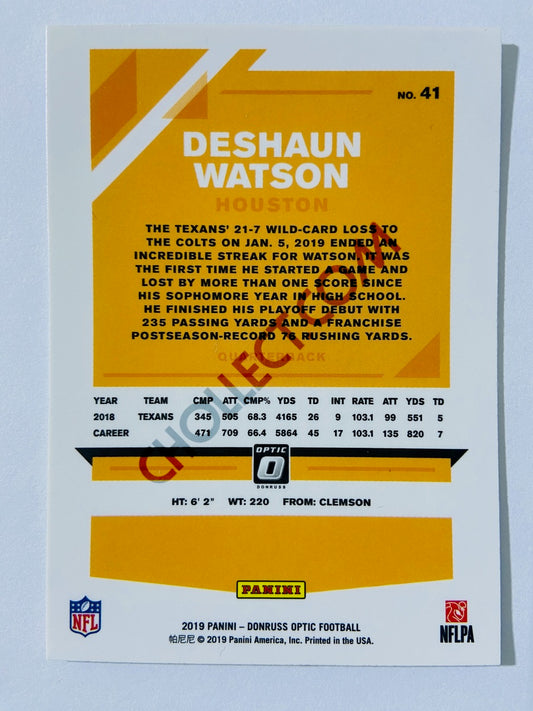 NO. 41
DESHAUN
WATSON
HOUSTON
THE TEXANS' 21-7 WILD-CARD LOSS TO
THE COLTS ON JAN. 5, 2019 ENDED AN
INCREDIBLE STREAK FOR WATSON. IT WAS
THE FIRST TIME HE STARTED A GAME AND
LOST BY MORE THAN ONE SCORE SINCE
HIS SOPHOMORE YEAR IN HIGH SCHOOL.
HE FINISHED HIS PLAYOFF DEBUT WITH
235 PASSING YARDS AND A FRANCHISE
POSTSEASON-RECORD 76 RUSHING YARDS.
QUARTERBACK
CHOLLECT.COM
YEAR TEAM CMP ATT CMP% YDS TD INT RATE ATT YDS TD
2018 TEXANS 345 505 68.3 4165 26 9 103.1 99 551 5
CAREER 471 709 66.4 5864 45 17 103.1 135 820 7
OPTIC
DONRUSS
HT: 6' 2" WT: 220 FROM: CLEMSON
PANINI
NFL
NFLPA
2019 PANINI – DONRUSS OPTIC FOOTBALL
帕尼尼 © 2019 Panini America, Inc. Printed in the USA.